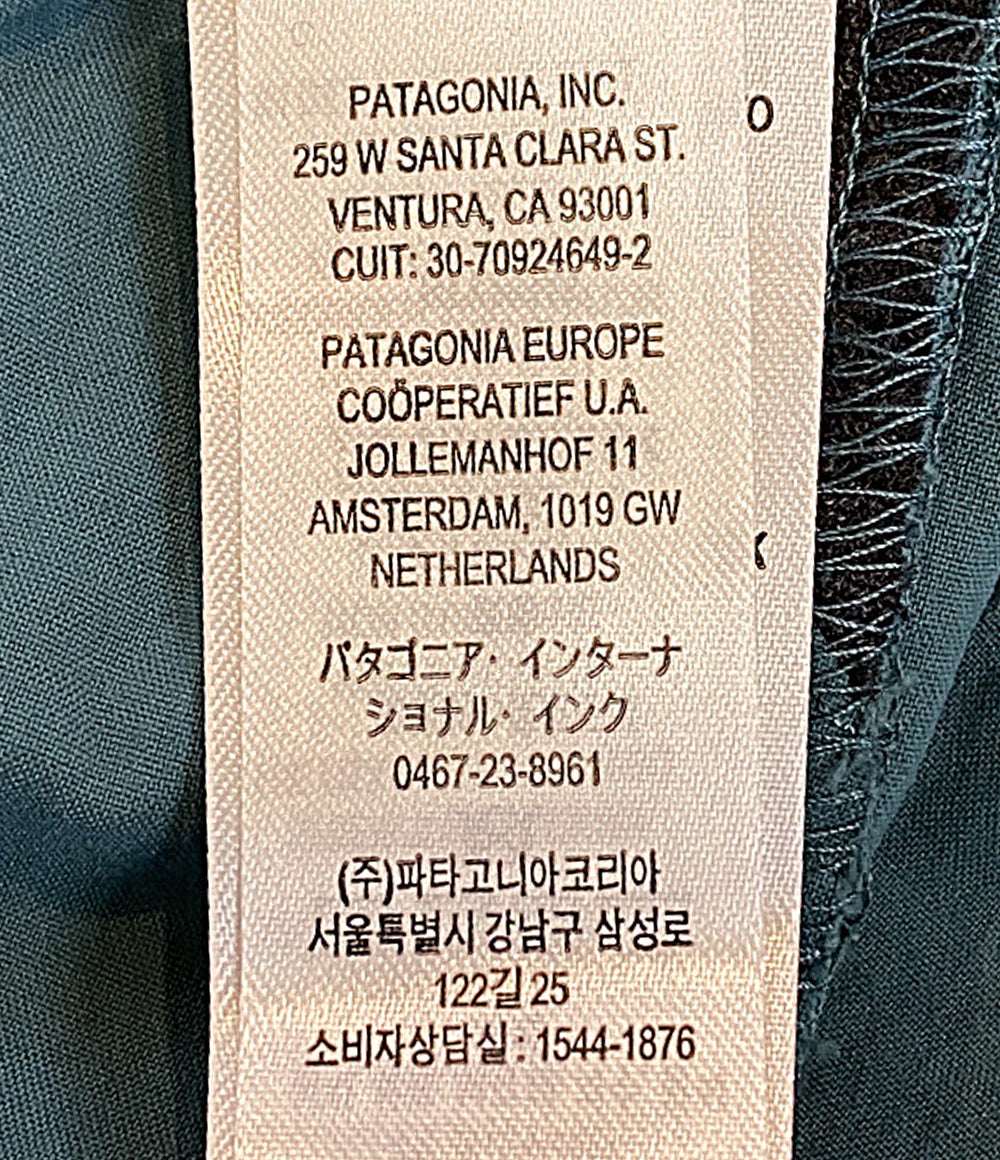 PATAGONIA, INC.
259 W SANTA CLARA ST.
VENTURA, CA 93001
CUIT: 30-70924649-2
PATAGONIA EUROPE
COÖPERATIEF U.A.
JOLLEMANHOF 11
AMSTERDAM, 1019 GW
NETHERLANDS
パタゴニア· インターナ
ショナル· インク
0467-23-8961
(주)파타고니아코리아
서울특별시 강남구 삼성로
122길 25
소비자상담실 : 1544-1876
O